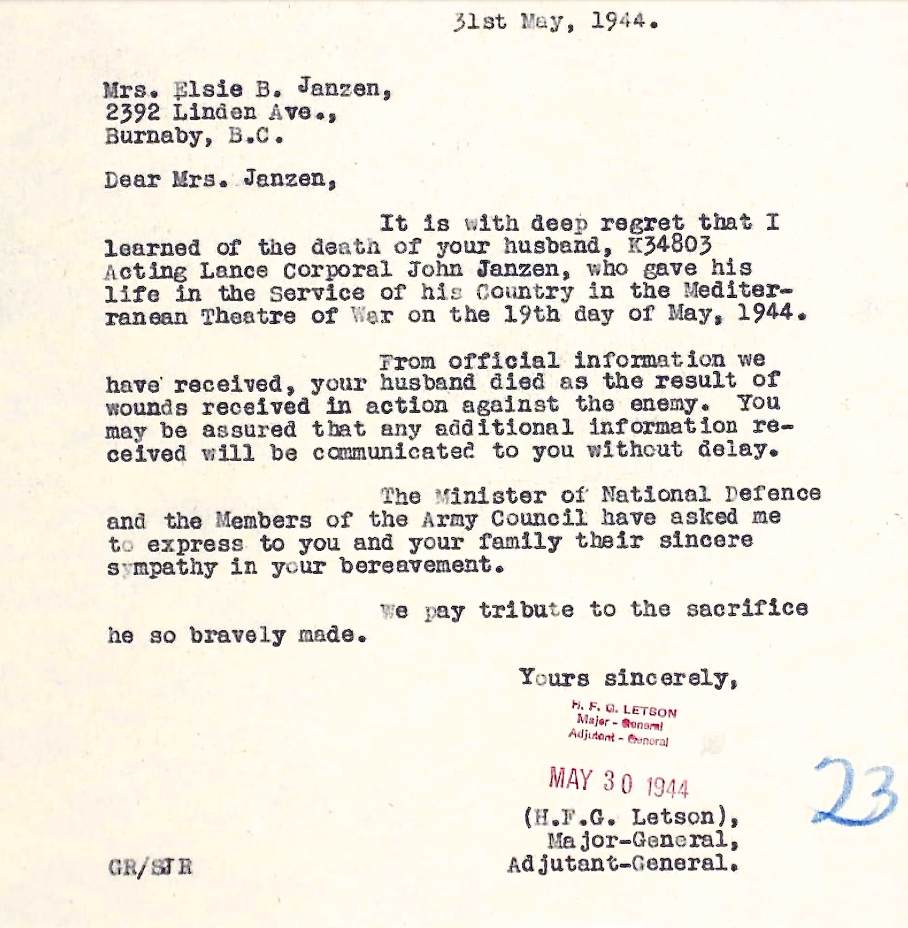 31st May, 1944.
Mrs. Elsie B. Janzen,
2392 Linden Ave.,
Burnaby, B.C.
Dear Mrs. Janzen,
It is with deep regret that I
learned of the death of your husband, K34803
Acting Lance Corporal John Janzen, who gave his
life in the Service of his Country in the Mediter-
ranean Theatre of War on the 19th day of May, 1944.
From official information we
have received, your husband died as the result of
wounds received in action against the enemy. You
may be assured that any additional information re-
ceived will be communicated to you without delay.
The Minister of National Defence
and the Members of the Army Council have asked me
to express to you and your family their sincere
sympathy in your bereavement.
We pay tribute to the sacrifice
he so bravely made.
Yours sincerely,
H. F. G. LETSON
Major - General
Adjutant - General
MAY 30 1944
23
(H.F.G. Letson),
Major-General,
Adjutant-General.
GR/SJR